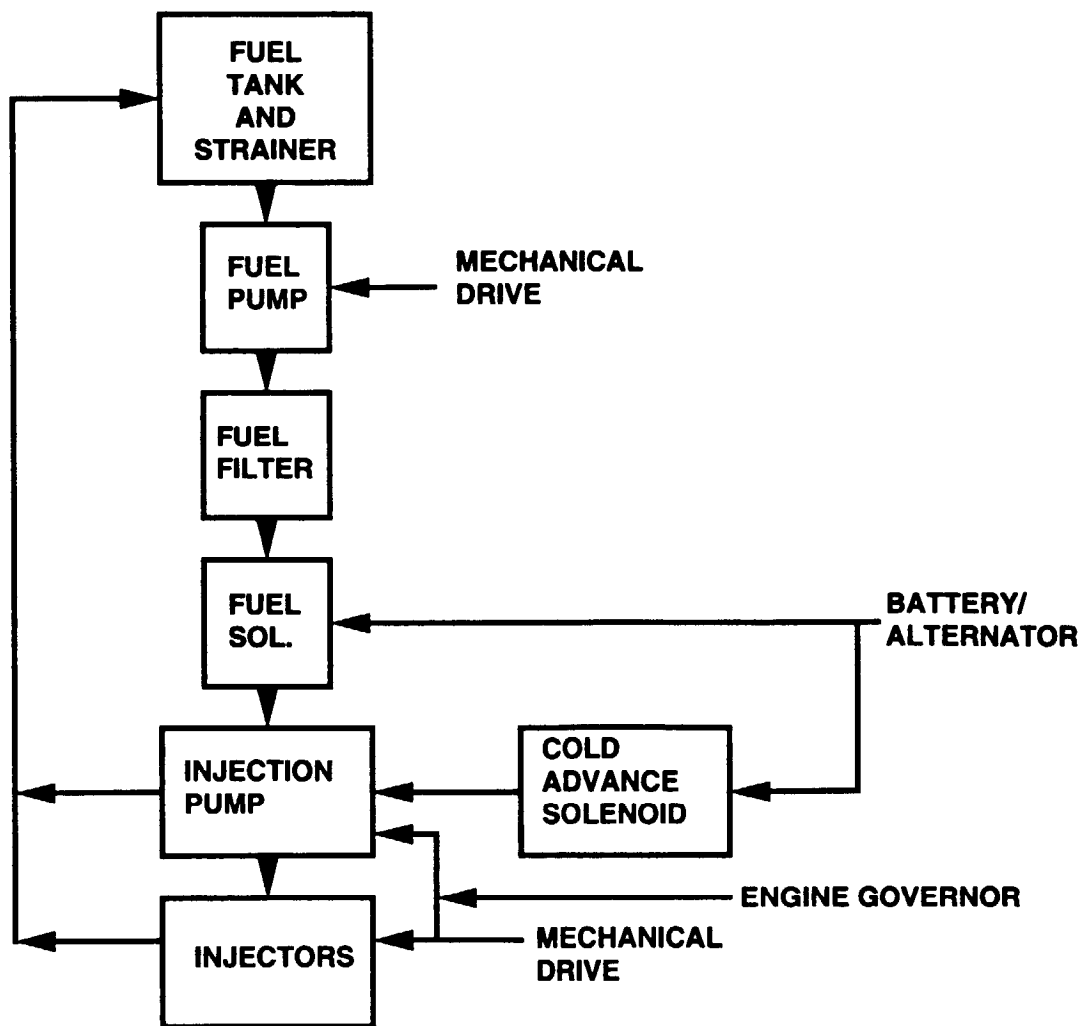 FUEL
TANK
AND
STRAINER
FUEL
PUMP
MECHANICAL
DRIVE
FUEL
FILTER
FUEL
SOL.
BATTERY/
ALTERNATOR
INJECTION
PUMP
COLD
ADVANCE
SOLENOID
ENGINE GOVERNOR
INJECTORS
MECHANICAL
DRIVE